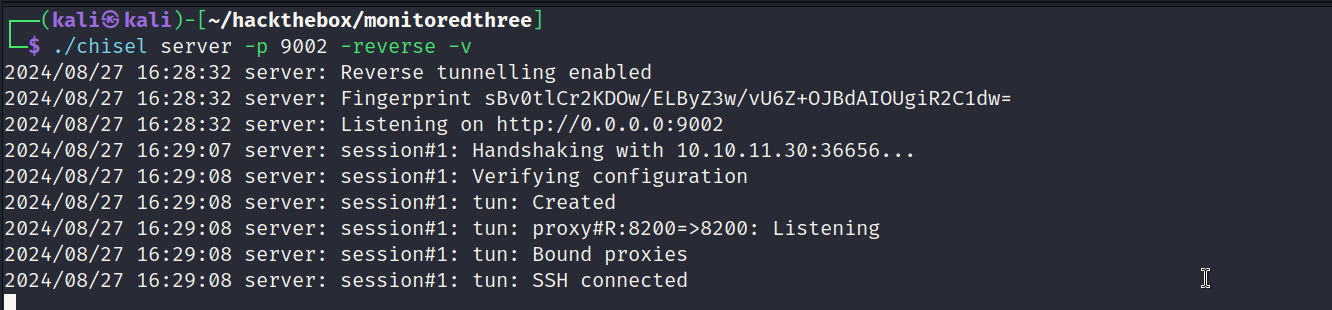 ┌──(kali㉿kali)-[~/hackthebox/monitoredthree]
└─$ ./chisel server -p 9002 -reverse -v
2024/08/27 16:28:32 server: Reverse tunnelling enabled
2024/08/27 16:28:32 server: Fingerprint sBv0tlCr2KDOw/ELByZ3w/vU6Z+OJBdAIOUgiR2C1dw=
2024/08/27 16:28:32 server: Listening on http://0.0.0.0:9002
2024/08/27 16:29:07 server: session#1: Handshaking with 10.10.11.30:36656...
2024/08/27 16:29:08 server: session#1: Verifying configuration
2024/08/27 16:29:08 server: session#1: tun: Created
2024/08/27 16:29:08 server: session#1: tun: proxy#R:8200=>8200: Listening
2024/08/27 16:29:08 server: session#1: tun: Bound proxies
2024/08/27 16:29:08 server: session#1: tun: SSH connected